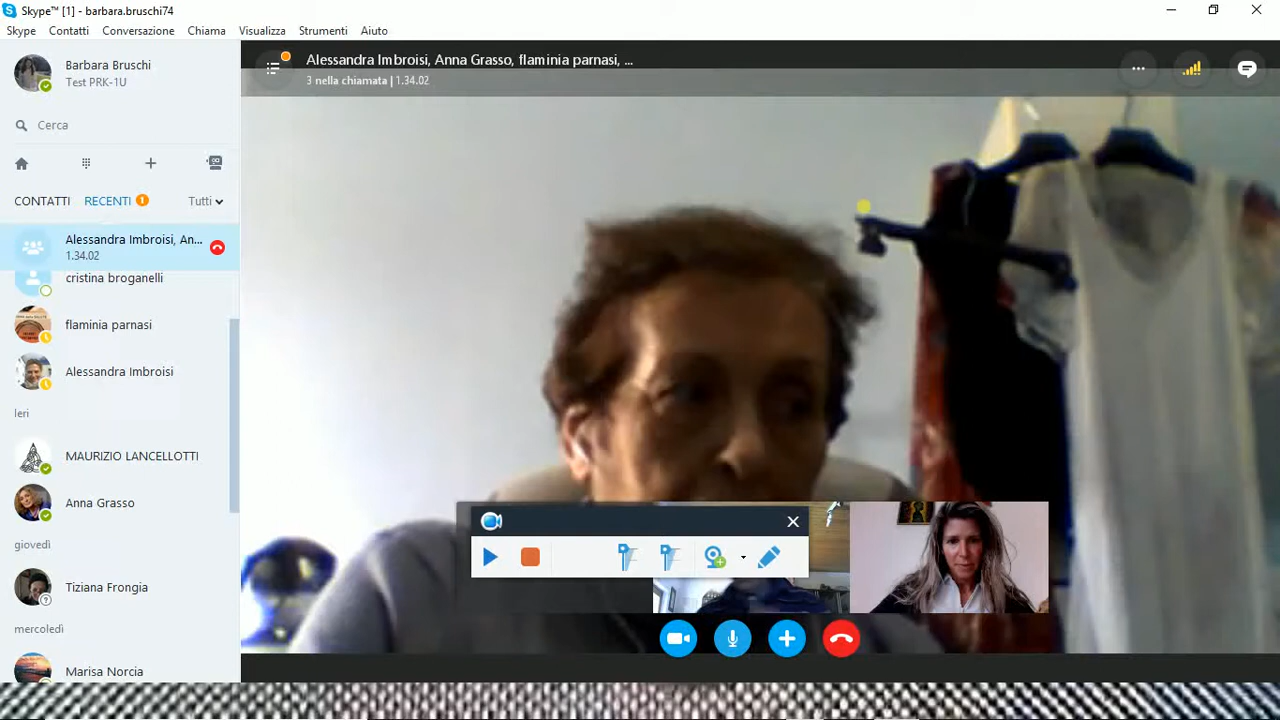 Skype™ [1] - barbara.bruschi74
Skype Contatti Conversazione Chiama Visualizza Strumenti Aiuto
Barbara Bruschi
Test PRK-1U
Cerca
CONTATTI RECENTI 1 Tutti
Alessandra Imbroisi, An...
1.34.02
cristina broganelli
flaminia parnasi
Alessandra Imbroisi
Ieri
MAURIZIO LANCELLOTTI
Anna Grasso
giovedì
Tiziana Frongia
mercoledì
Marisa Norcia
Alessandra Imbroisi, Anna Grasso, flaminia parnasi, ...
3 nella chiamata | 1.34.02